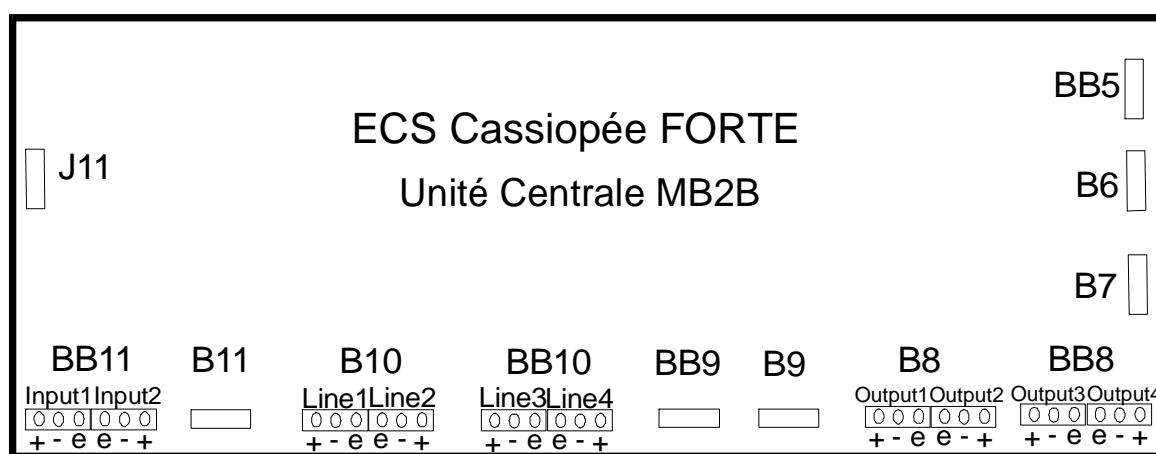 BB5
ECS Cassiopée FORTE
J11
Unité Centrale MB2B
B6
B7
BB11 B11 B10 BB10 BB9 B9 B8 BB8
Input1 Input2 Line1 Line2 Line3 Line4 Output1 Output2 Output3 Output4
+ - e e - + + - e e - + + - e e - + + - e e - + + - e e - +